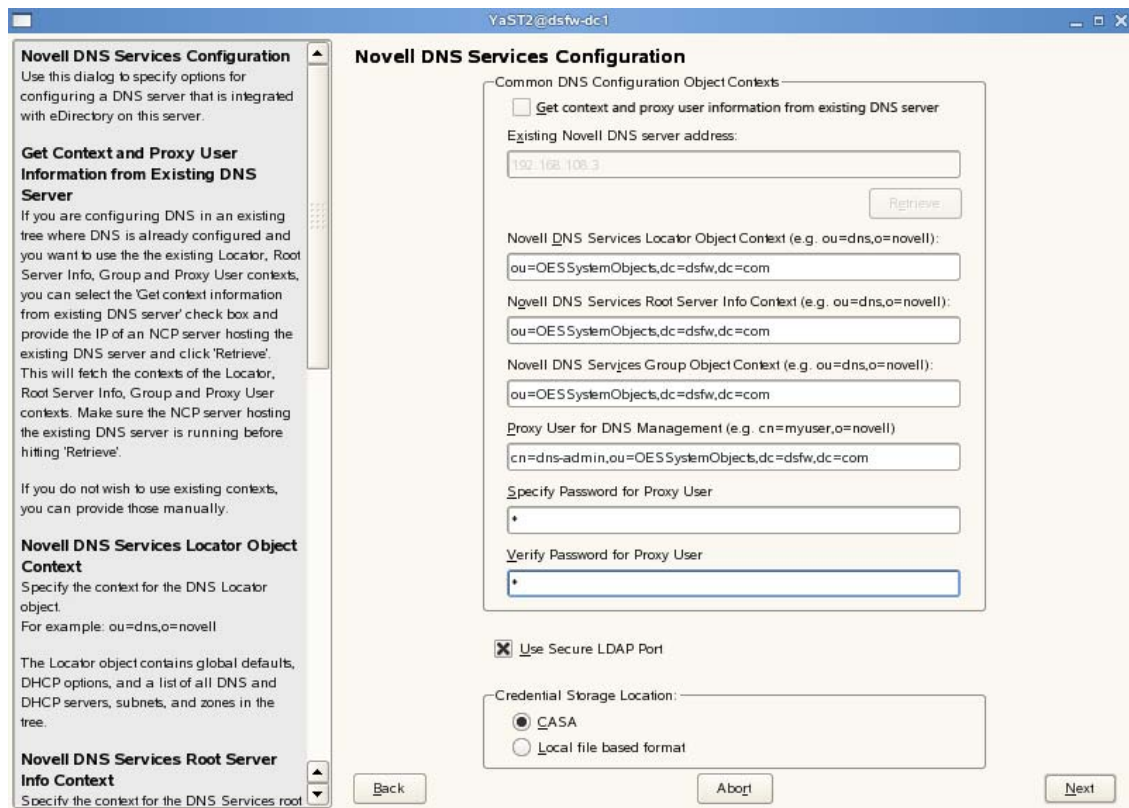 YaST2@dsfw-dc1
Novell DNS Services Configuration
Use this dialog to specify options for
configuring a DNS server that is integrated
with eDirectory on this server.
Get Context and Proxy User
Information from Existing DNS
Server
If you are configuring DNS in an existing
tree where DNS is already configured and
you want to use the the existing Locator, Root
Server Info, Group and Proxy User contexts,
you can select the 'Get context information
from existing DNS server' check box and
provide the IP of an NCP server hosting the
existing DNS server and click 'Retrieve'.
This will fetch the contexts of the Locator,
Root Server Info, Group and Proxy User
contexts. Make sure the NCP server hosting
the existing DNS server is running before
hitting 'Retrieve'.
If you do not wish to use existing contexts,
you can provide those manually.
Novell DNS Services Locator Object
Context
Specify the context for the DNS Locator
object.
For example: ou=dns,o=novell
The Locator object contains global defaults,
DHCP options, and a list of all DNS and
DHCP servers, subnets, and zones in the
tree.
Novell DNS Services Root Server
Info Context
Specify the context for the DNS Services root
Novell DNS Services Configuration
Common DNS Configuration Object Contexts
Get context and proxy user information from existing DNS server
Existing Novell DNS server address:
192.168.108.3
Retrieve
Novell DNS Services Locator Object Context (e.g. ou=dns,o=novell):
ou=OESSystemObjects,dc=dsfw,dc=com
Novell DNS Services Root Server Info Context (e.g. ou=dns,o=novell):
ou=OESSystemObjects,dc=dsfw,dc=com
Novell DNS Services Group Object Context (e.g. ou=dns,o=novell):
ou=OESSystemObjects,dc=dsfw,dc=com
Proxy User for DNS Management (e.g. cn=myuser,o=novell)
cn=dns-admin,ou=OESSystemObjects,dc=dsfw,dc=com
Specify Password for Proxy User
*
Verify Password for Proxy User
*
Use Secure LDAP Port
Credential Storage Location:
CASA
Local file based format
Back
Abort
Next